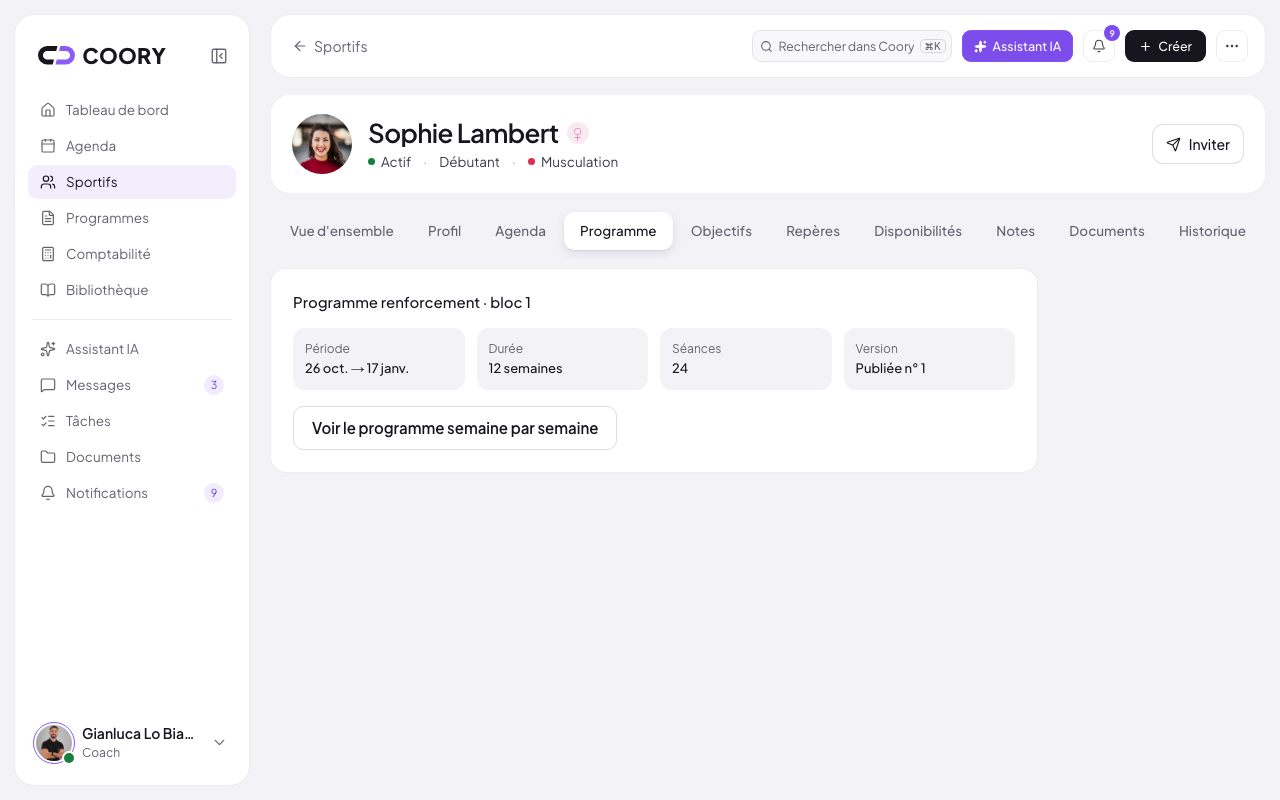 COORY
Tableau de bord
Agenda
Sportifs
Programmes
Comptabilité
Bibliothèque
Assistant IA
Messages 3
Tâches
Documents
Notifications 9
Gianluca Lo Bia...
Coach
Sportifs
Rechercher dans Coory ⌘K
Assistant IA
9
Créer
Sophie Lambert
Actif · Débutant · Musculation
Inviter
Vue d'ensemble Profil Agenda Programme Objectifs Repères Disponibilités Notes Documents Historique
Programme renforcement · bloc 1
Période
26 oct. → 17 janv.
Durée
12 semaines
Séances
24
Version
Publiée n° 1
Voir le programme semaine par semaine